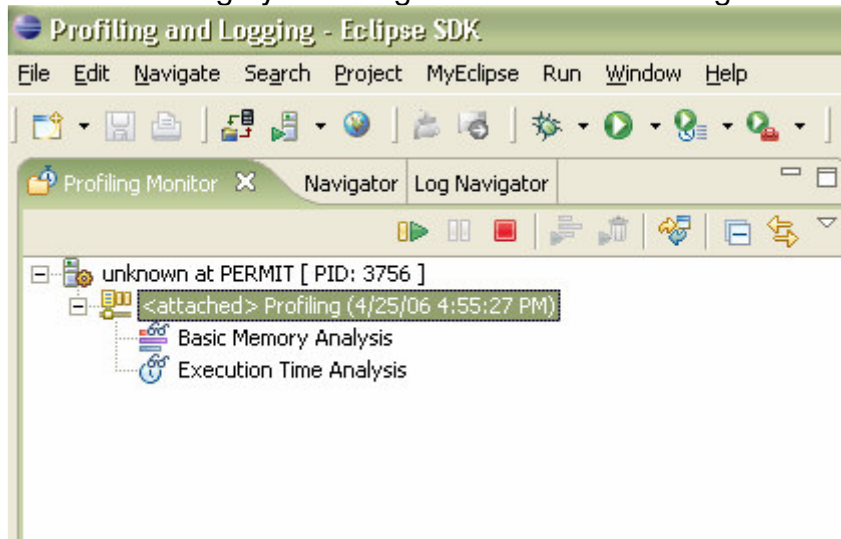 Profiling and Logging - Eclipse SDK
File Edit Navigate Search Project MyEclipse Run Window Help
Profiling Monitor Navigator Log Navigator
unknown at PERMIT [ PID: 3756 ]
<attached> Profiling (4/25/06 4:55:27 PM)
Basic Memory Analysis
Execution Time Analysis